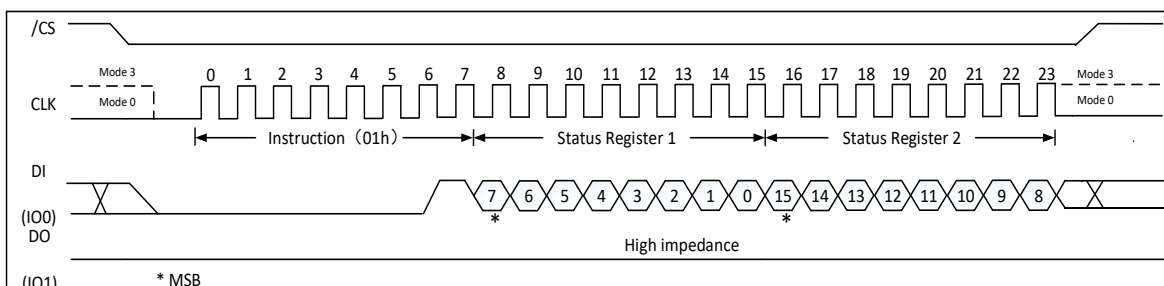 /CS
Mode 3
0 1 2 3 4 5 6 7 8 9 10 11 12 13 14 15 16 17 18 19 20 21 22 23
Mode 3
CLK
Mode 0
Mode 0
Instruction（01h） Status Register 1 Status Register 2
DI
(IO0)
7 6 5 4 3 2 1 0 15 14 13 12 11 10 9 8
* *
DO
High impedance
(IO1)
* MSB